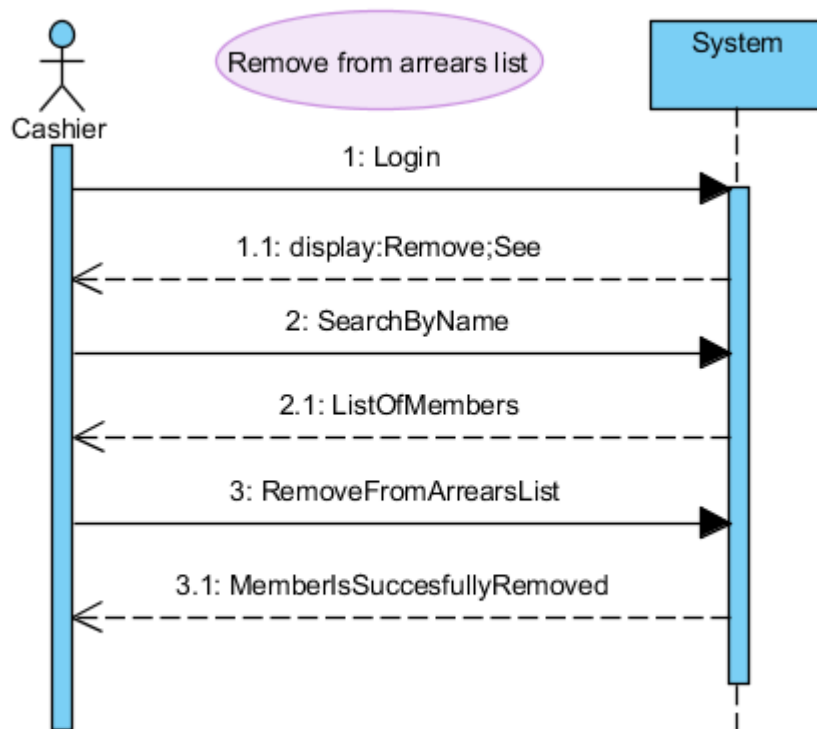 Remove from arrears list
System
Cashier
1: Login
1.1: display:Remove;See
2: SearchByName
2.1: ListOfMembers
3: RemoveFromArrearsList
3.1: MemberIsSuccesfullyRemoved